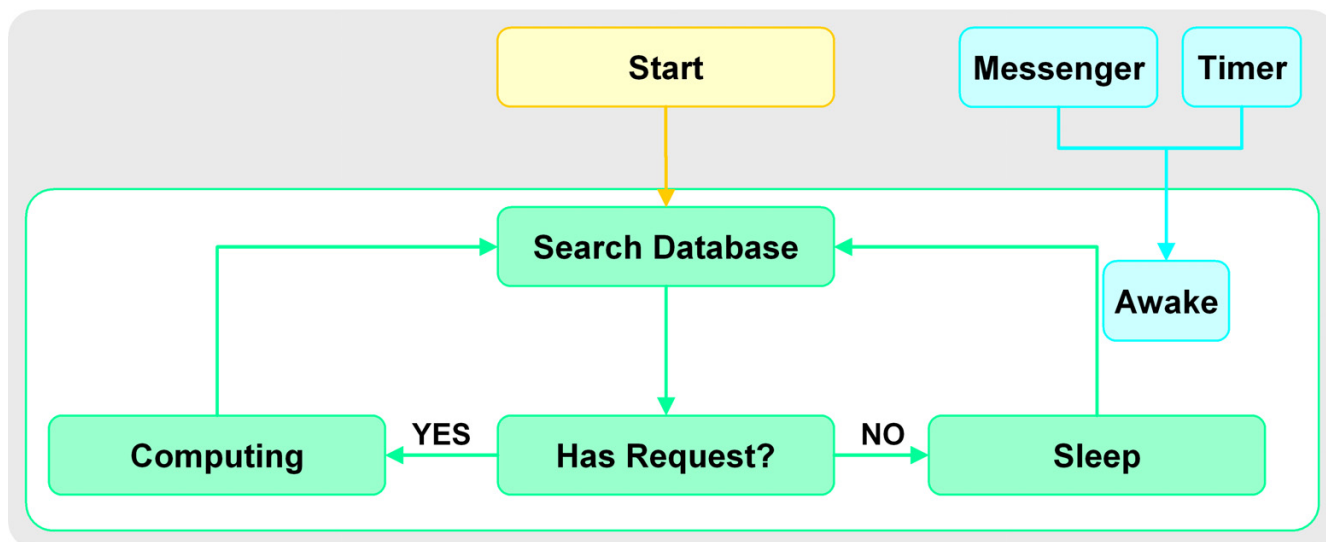 Start
Messenger
Timer
Search Database
Awake
Computing
YES
Has Request?
NO
Sleep